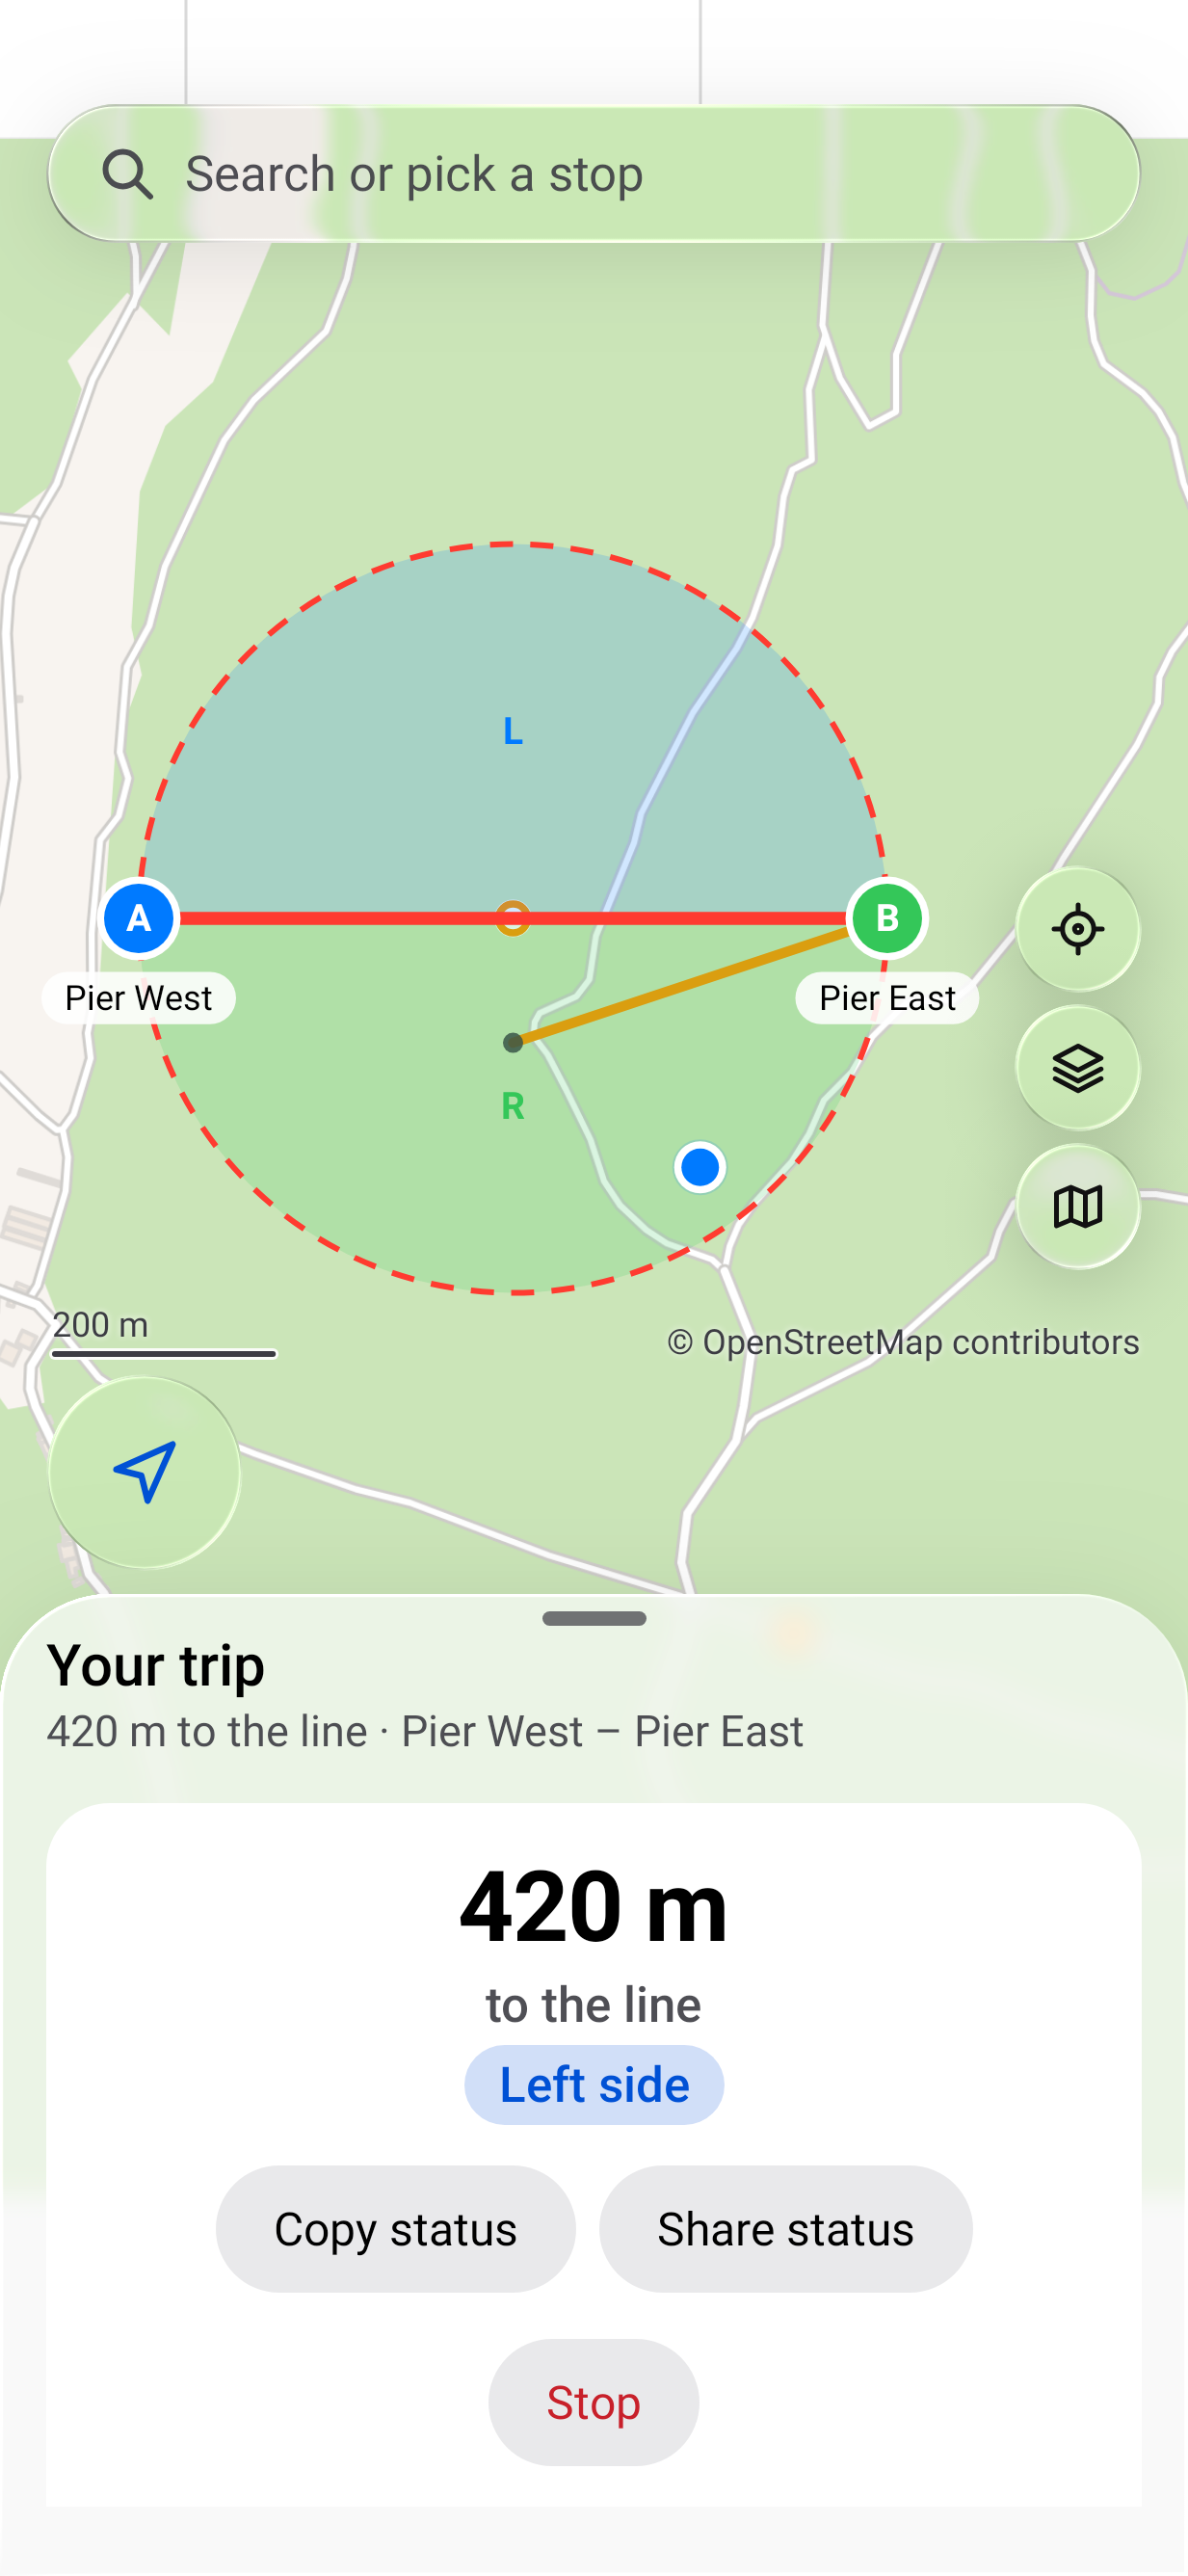 Search or pick a stop
L
A
B
Pier West
Pier East
R
200 m
© OpenStreetMap contributors
Your trip
420 m to the line · Pier West – Pier East
420 m
to the line
Left side
Copy status
Share status
Stop